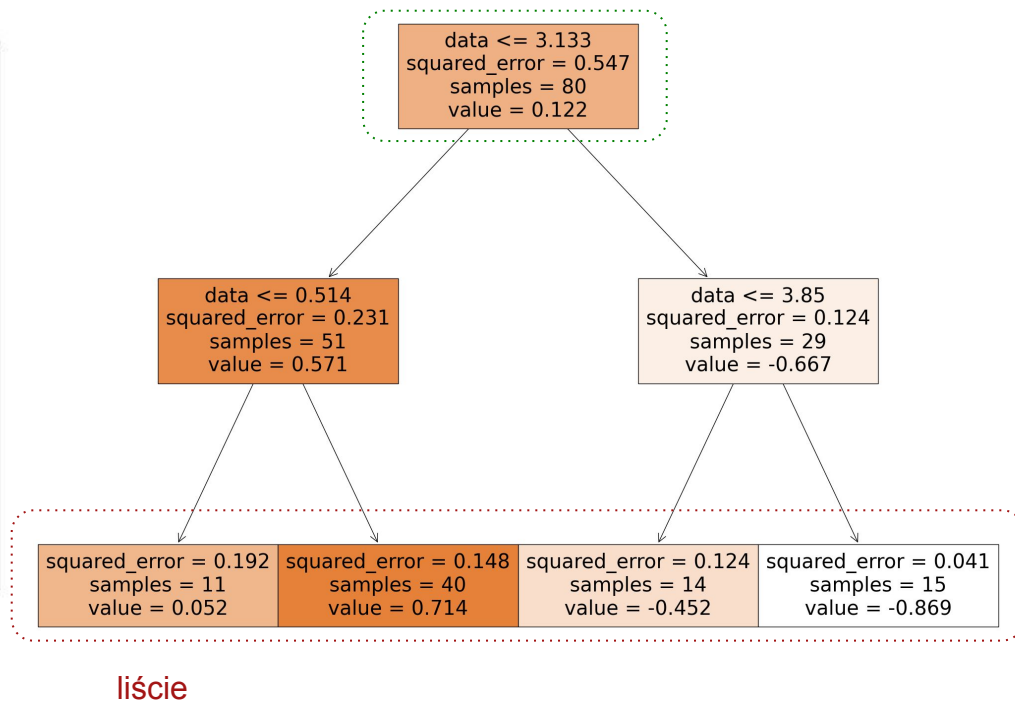 data <= 3.133
squared_error = 0.547
samples = 80
value = 0.122
data <= 0.514
squared_error = 0.231
samples = 51
value = 0.571
data <= 3.85
squared_error = 0.124
samples = 29
value = -0.667
squared_error = 0.192
samples = 11
value = 0.052
squared_error = 0.148
samples = 40
value = 0.714
squared_error = 0.124
samples = 14
value = -0.452
squared_error = 0.041
samples = 15
value = -0.869
liście